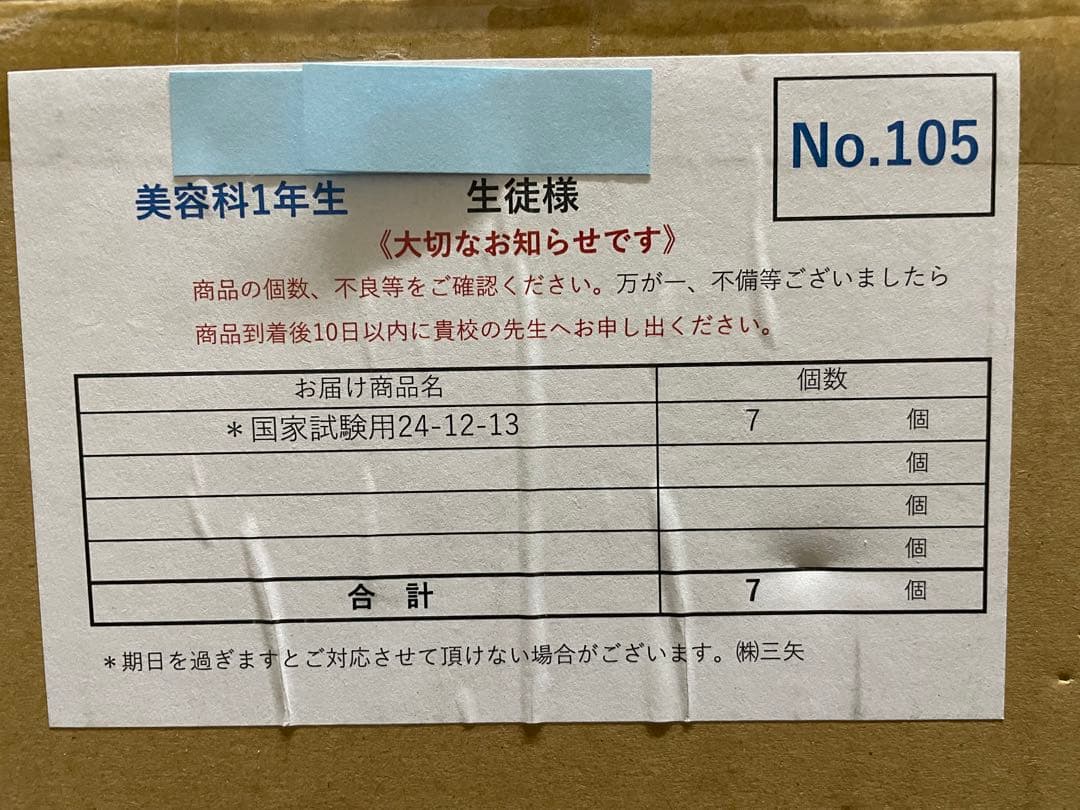 No.105
美容科1年生 生徒様
《大切なお知らせです》
商品の個数、不良等をご確認ください。万が一、不備等ございましたら
商品到着後10日以内に貴校の先生へお申し出ください。
お届け商品名 個数
＊国家試験用24-12-13 7 個
個
個
個
合 計 7 個
＊期日を過ぎますとご対応させて頂けない場合がございます。㈱三矢